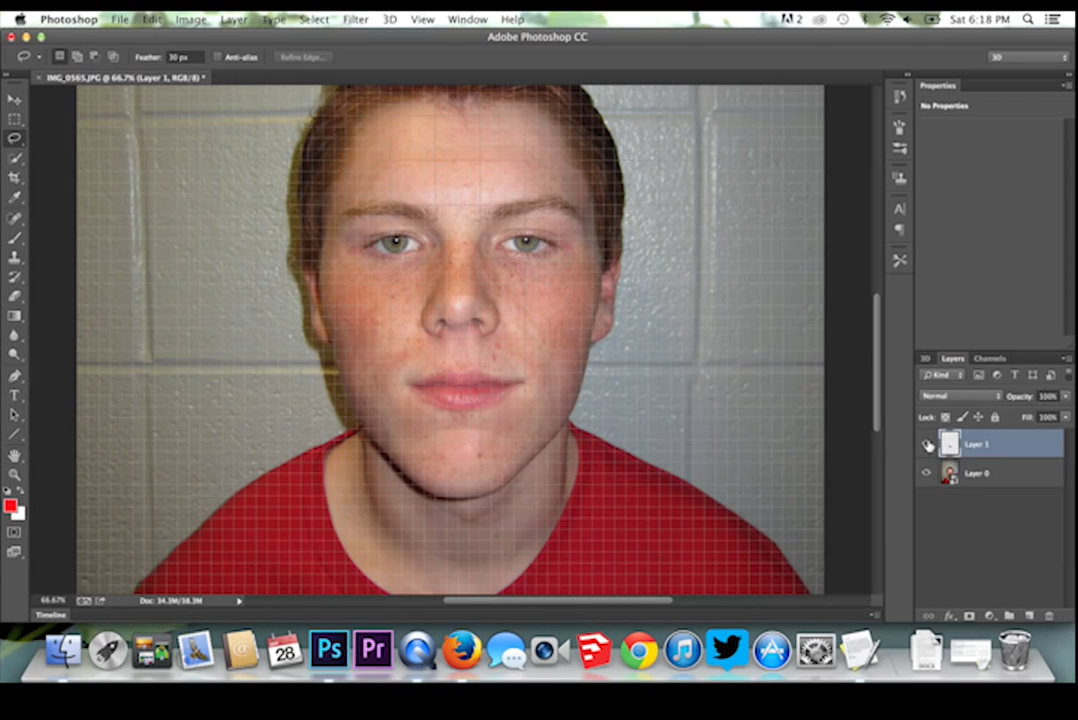 Photoshop File Edit Image Layer Type Select Filter 3D View Window Help 2 Sat 6:18 PM
Adobe Photoshop CC
Feather: 30 px Anti-alias Refine Edge... 3D
IMG_0565.JPG @ 66.7% (Layer 1, RGB/8) *
Properties
No Properties
3D Layers Channels
Kind
Normal Opacity: 100%
Lock: Fill: 100%
Layer 1
Layer 0
66.67% Doc: 34.3M/38.3M
Timeline
28 Ps Pr
DOCX